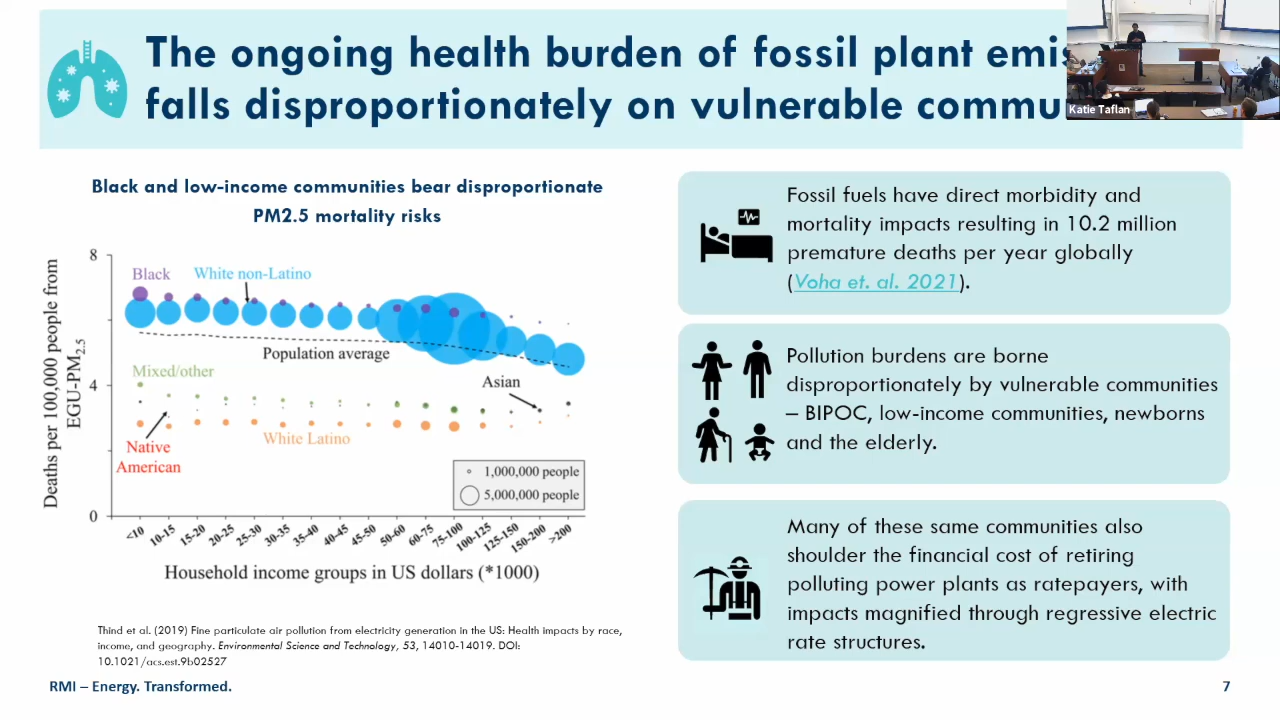 The ongoing health burden of fossil plant emis
falls disproportionately on vulnerable commu
Katie Taflan
Black and low-income communities bear disproportionate
PM2.5 mortality risks
Deaths per 100,000 people from
EGU-PM2.5
8
4
0
Black
White non-Latino
Population average
Mixed/other
Asian
Native
American
White Latino
1,000,000 people
5,000,000 people
<10
10-15
15-20
20-25
25-30
30-35
35-40
40-45
45-50
50-60
60-75
75-100
100-125
125-150
150-200
>200
Household income groups in US dollars (*1000)
Thind et al. (2019) Fine particulate air pollution from electricity generation in the US: Health impacts by race,
income, and geography. Environmental Science and Technology, 53, 14010-14019. DOI:
10.1021/acs.est.9b02527
Fossil fuels have direct morbidity and
mortality impacts resulting in 10.2 million
premature deaths per year globally
(Voha et. al. 2021).
Pollution burdens are borne
disproportionately by vulnerable communities
– BIPOC, low-income communities, newborns
and the elderly.
Many of these same communities also
shoulder the financial cost of retiring
polluting power plants as ratepayers, with
impacts magnified through regressive electric
rate structures.
RMI – Energy. Transformed.
7